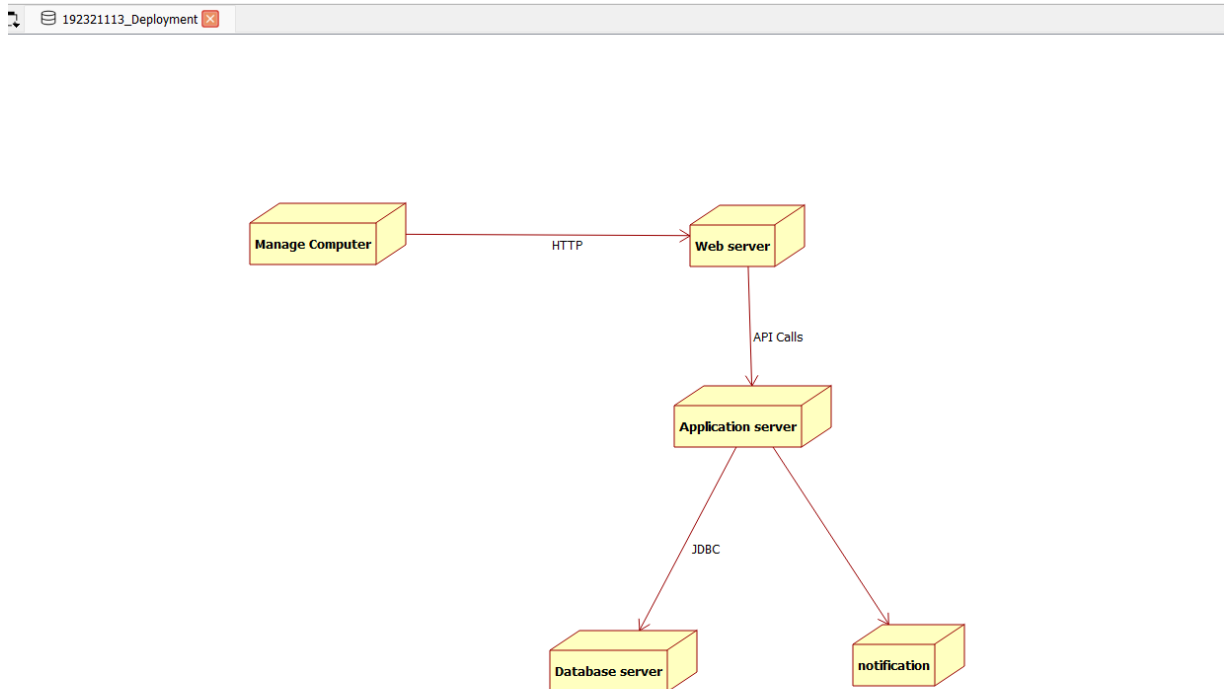 192321113_Deployment
Manage Computer
HTTP
Web server
API Calls
Application server
JDBC
Database server
notification